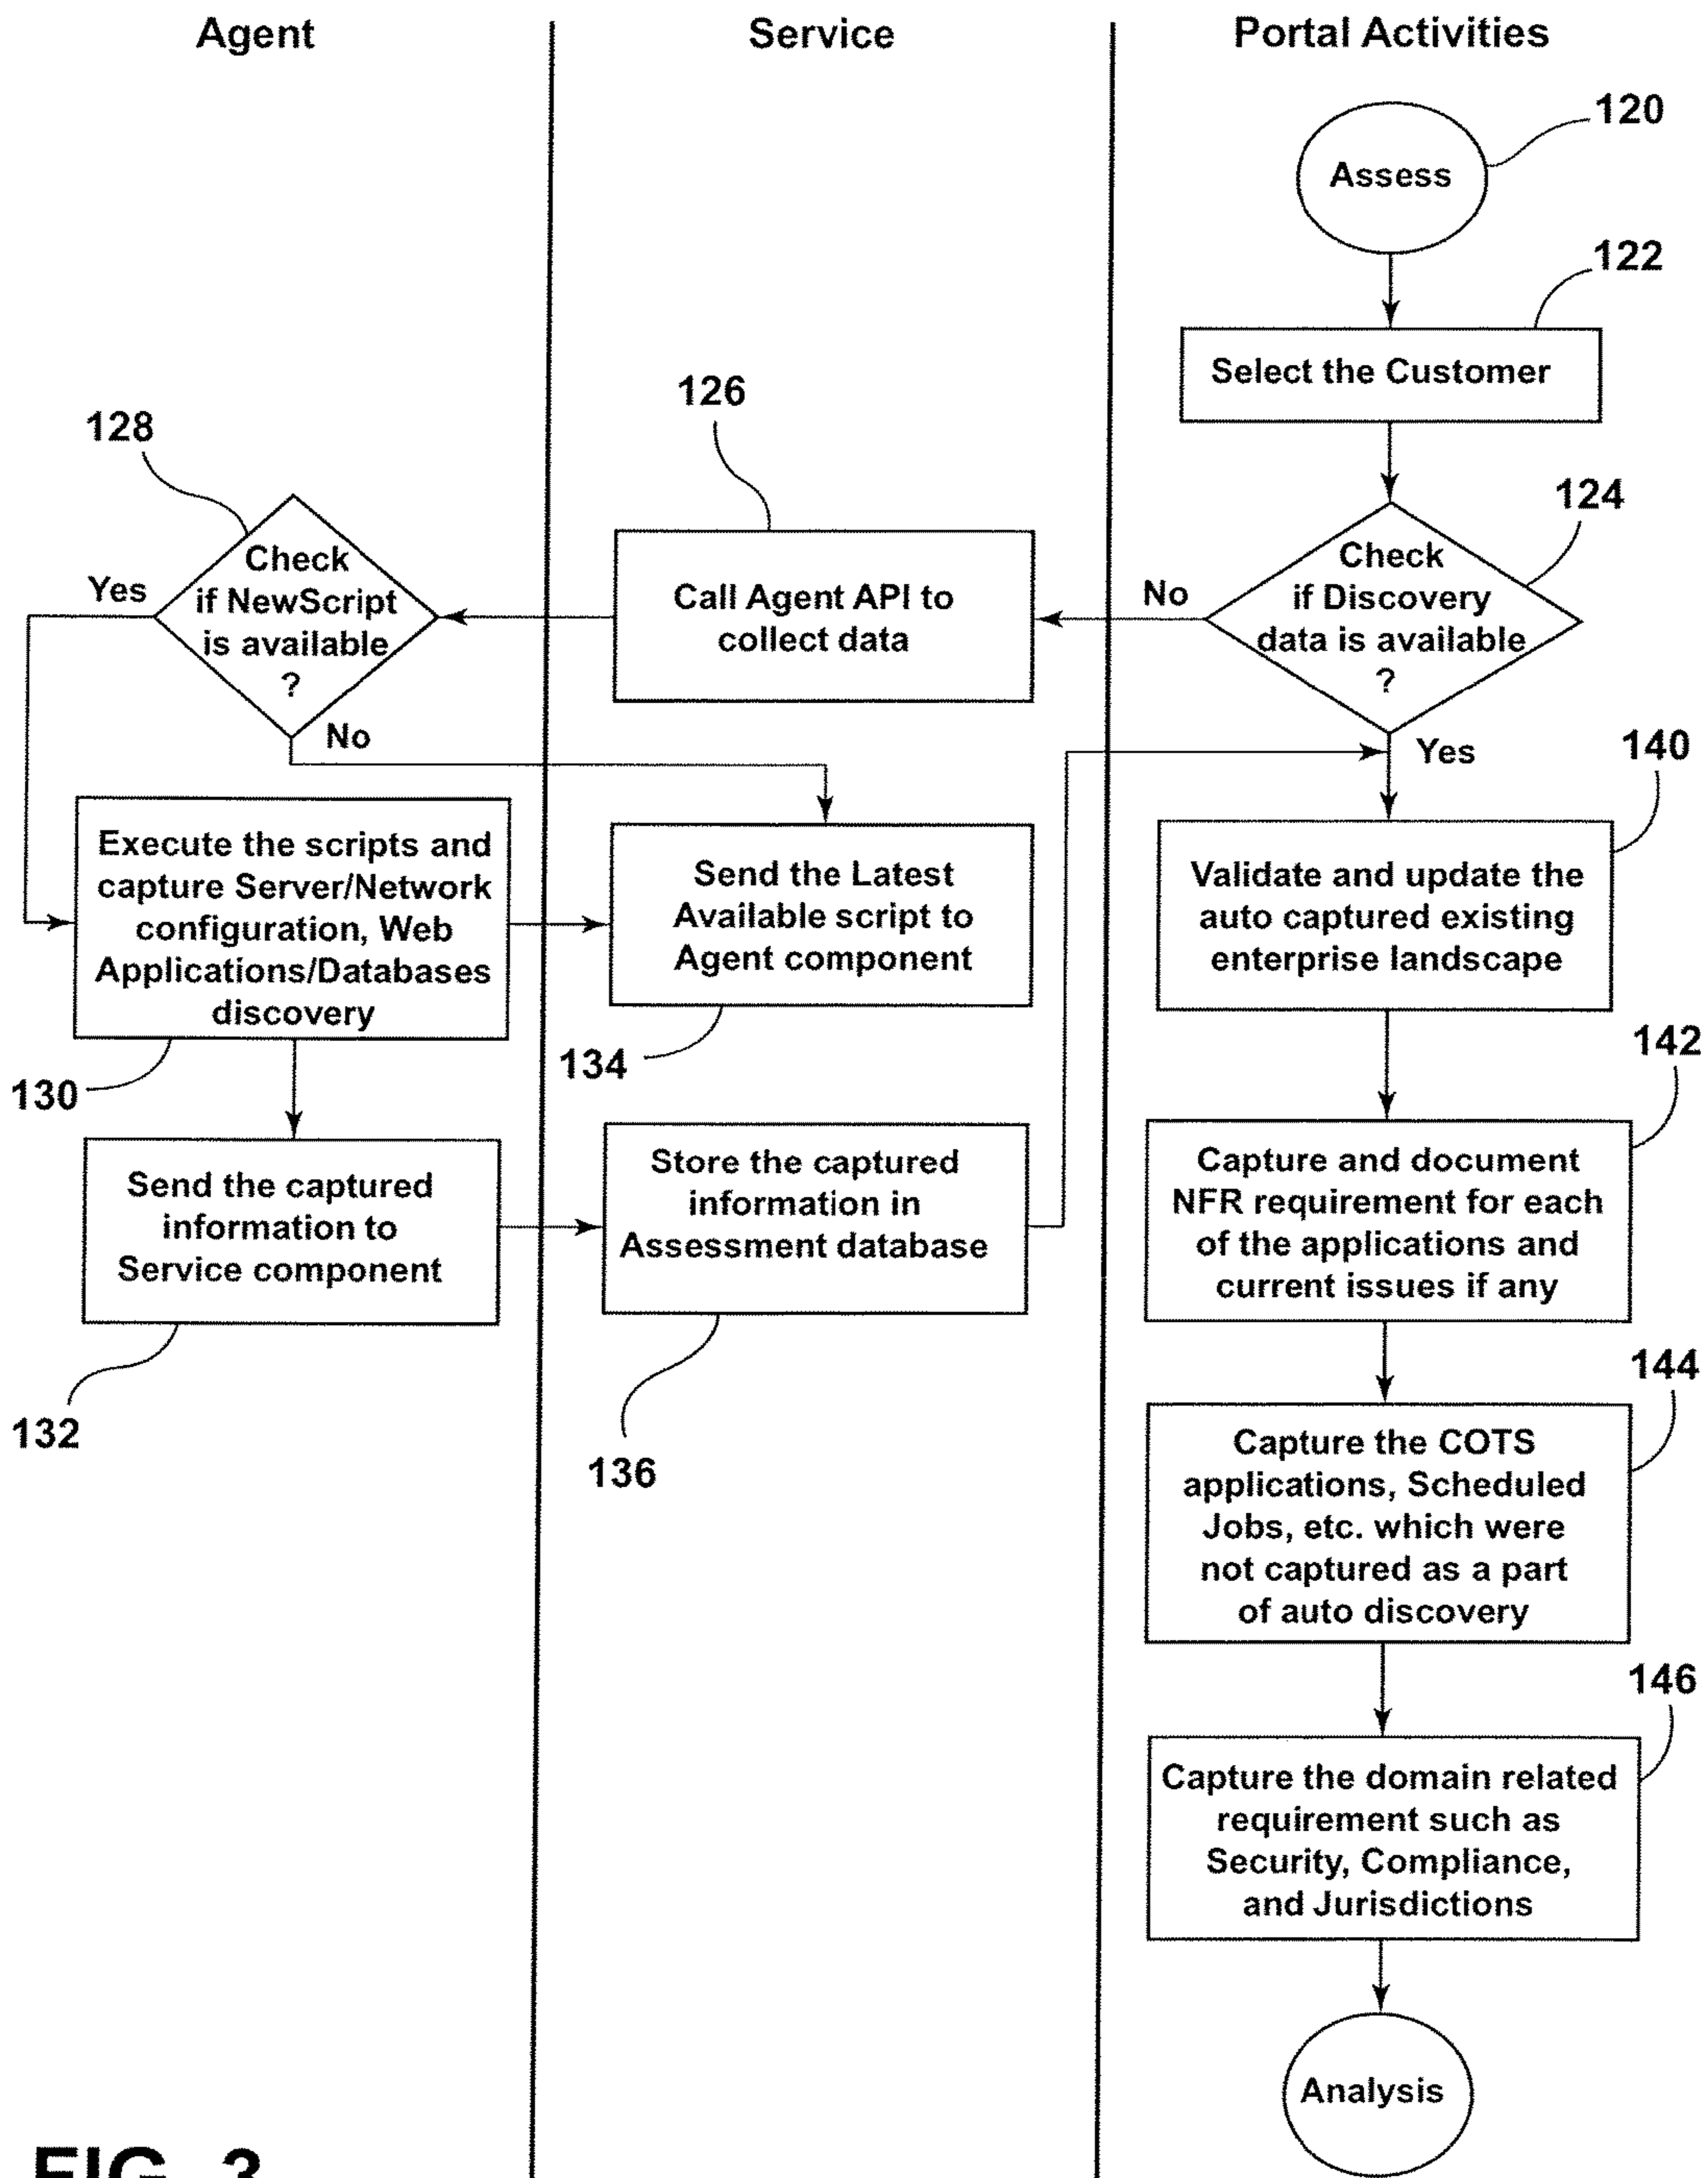 Agent
Service
Portal Activities
120
Assess
122
Select the Customer
126
128
124
Check
if NewScript
is available
?
Yes
No
Call Agent API to
collect data
No
Check
if Discovery
data is available
?
Yes
140
Execute the scripts and
capture Server/Network
configuration, Web
Applications/Databases
discovery
130
Send the Latest
Available script to
Agent component
134
Validate and update the
auto captured existing
enterprise landscape
142
Send the captured
information to
Service component
132
Store the captured
information in
Assessment database
136
Capture and document
NFR requirement for each
of the applications and
current issues if any
144
Capture the COTS
applications, Scheduled
Jobs, etc. which were
not captured as a part
of auto discovery
146
Capture the domain related
requirement such as
Security, Compliance,
and Jurisdictions
Analysis
FIG. 3